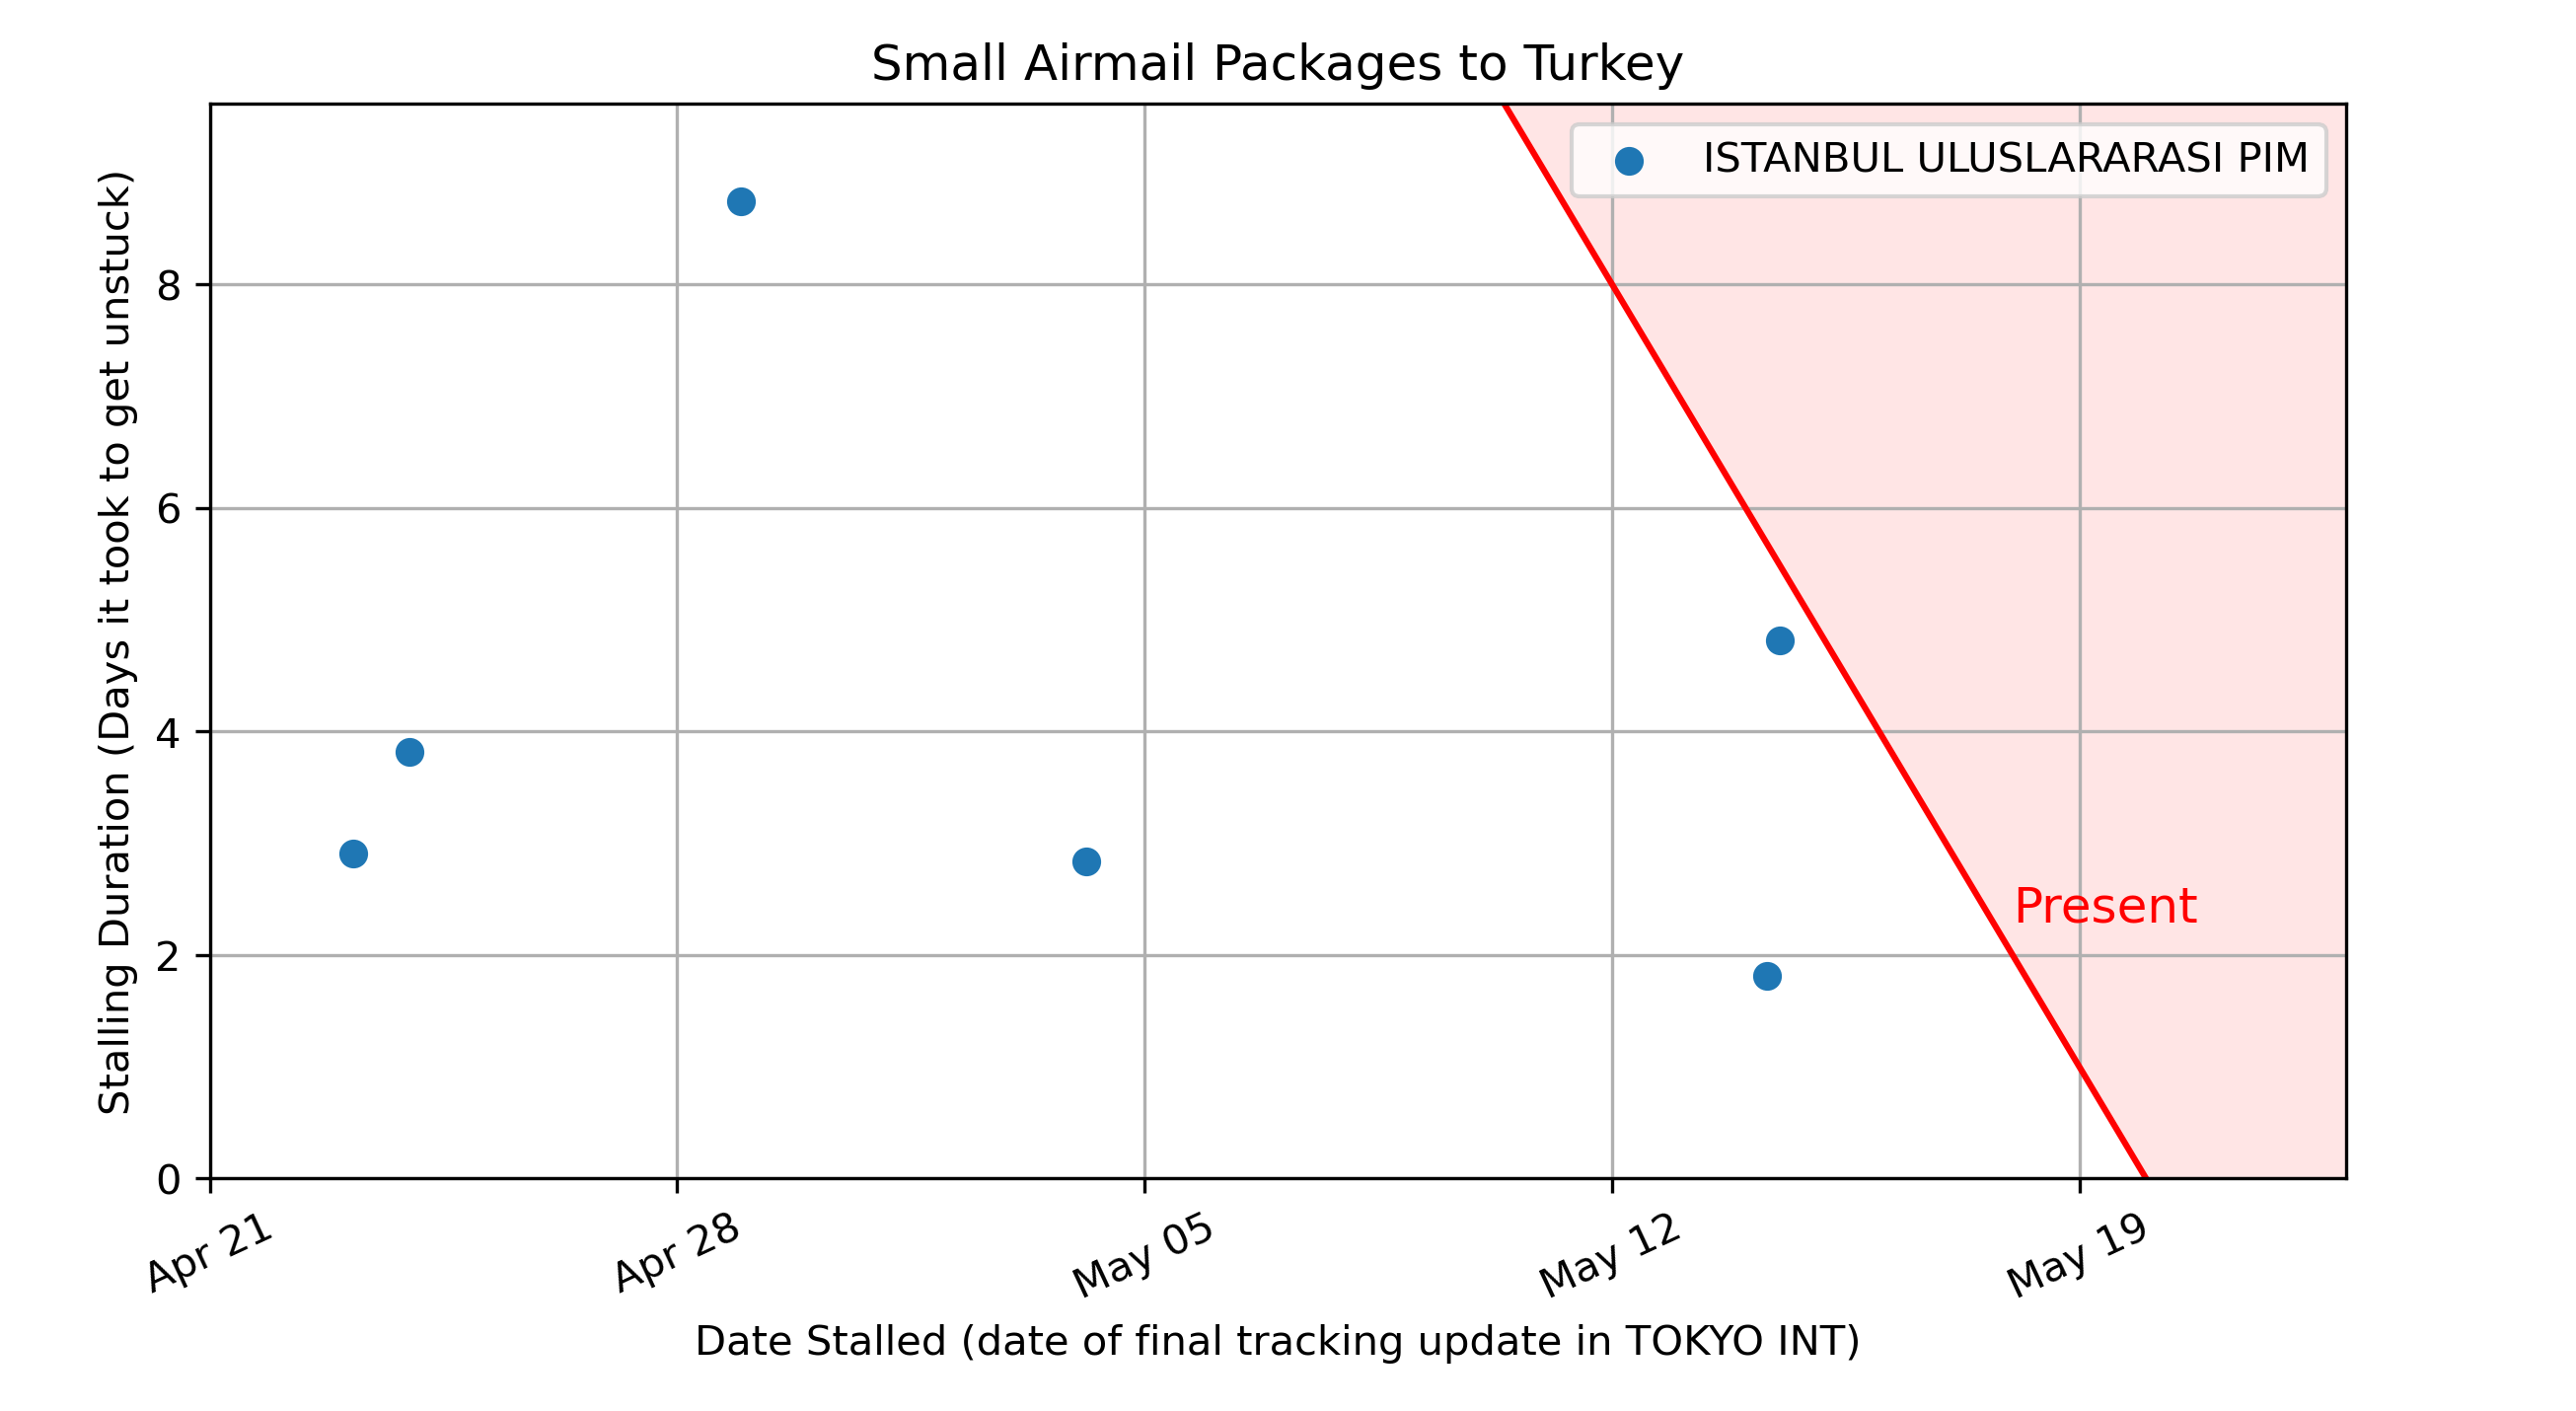 Small Airmail Packages to Turkey
ISTANBUL ULUSLARARASI PIM
Stalling Duration (Days it took to get unstuck)
8
6
4
2
0
Present
Apr 21
Apr 28
May 05
May 12
May 19
Date Stalled (date of final tracking update in TOKYO INT)